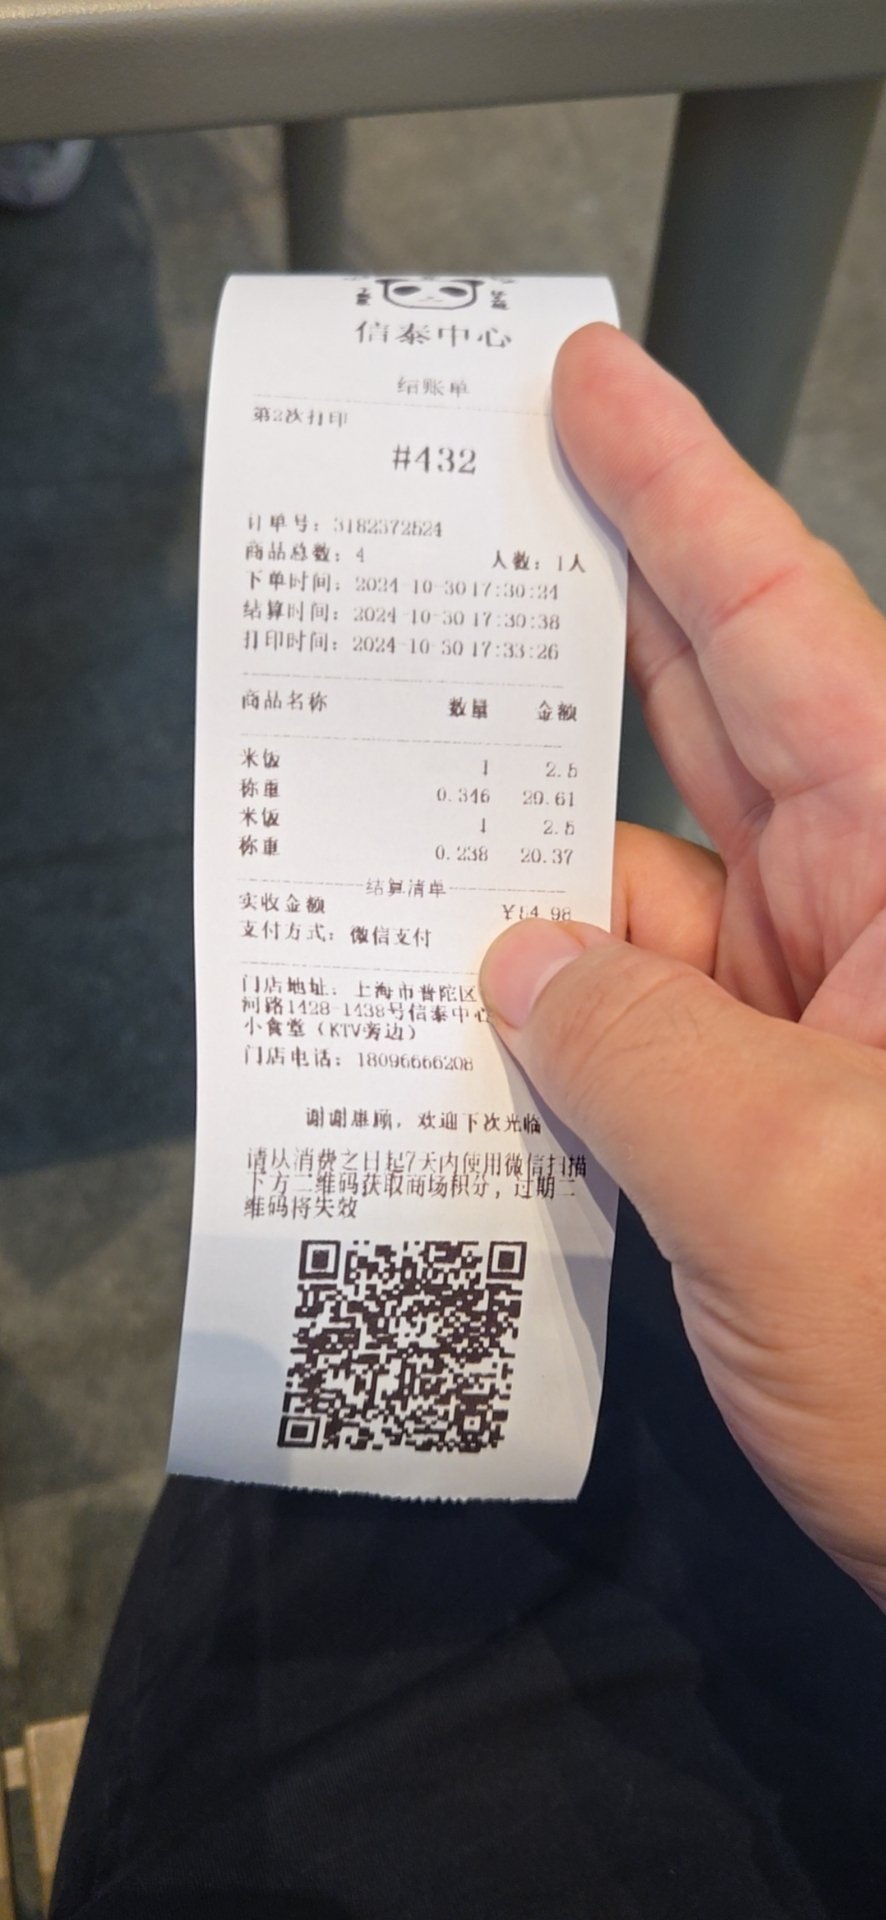 信泰中心
结账单
第2次打印
#432
订单号：3182372524
商品总数：4 人数：1人
下单时间：2024-10-30 17:30:24
结算时间：2024-10-30 17:30:38
打印时间：2024-10-30 17:33:26
商品名称 数量 金额
米饭 1 2.5
称重 0.346 29.61
米饭 1 2.5
称重 0.238 20.37
结算清单
实收金额 ¥54.98
支付方式：微信支付
门店地址：上海市普陀区
河路1428-1438号信泰中心
小食堂（KTV旁边）
门店电话：18096666208
谢谢惠顾，欢迎下次光临
请从消费之日起7天内使用微信扫描
下方二维码获取商场积分，过期二
维码将失效